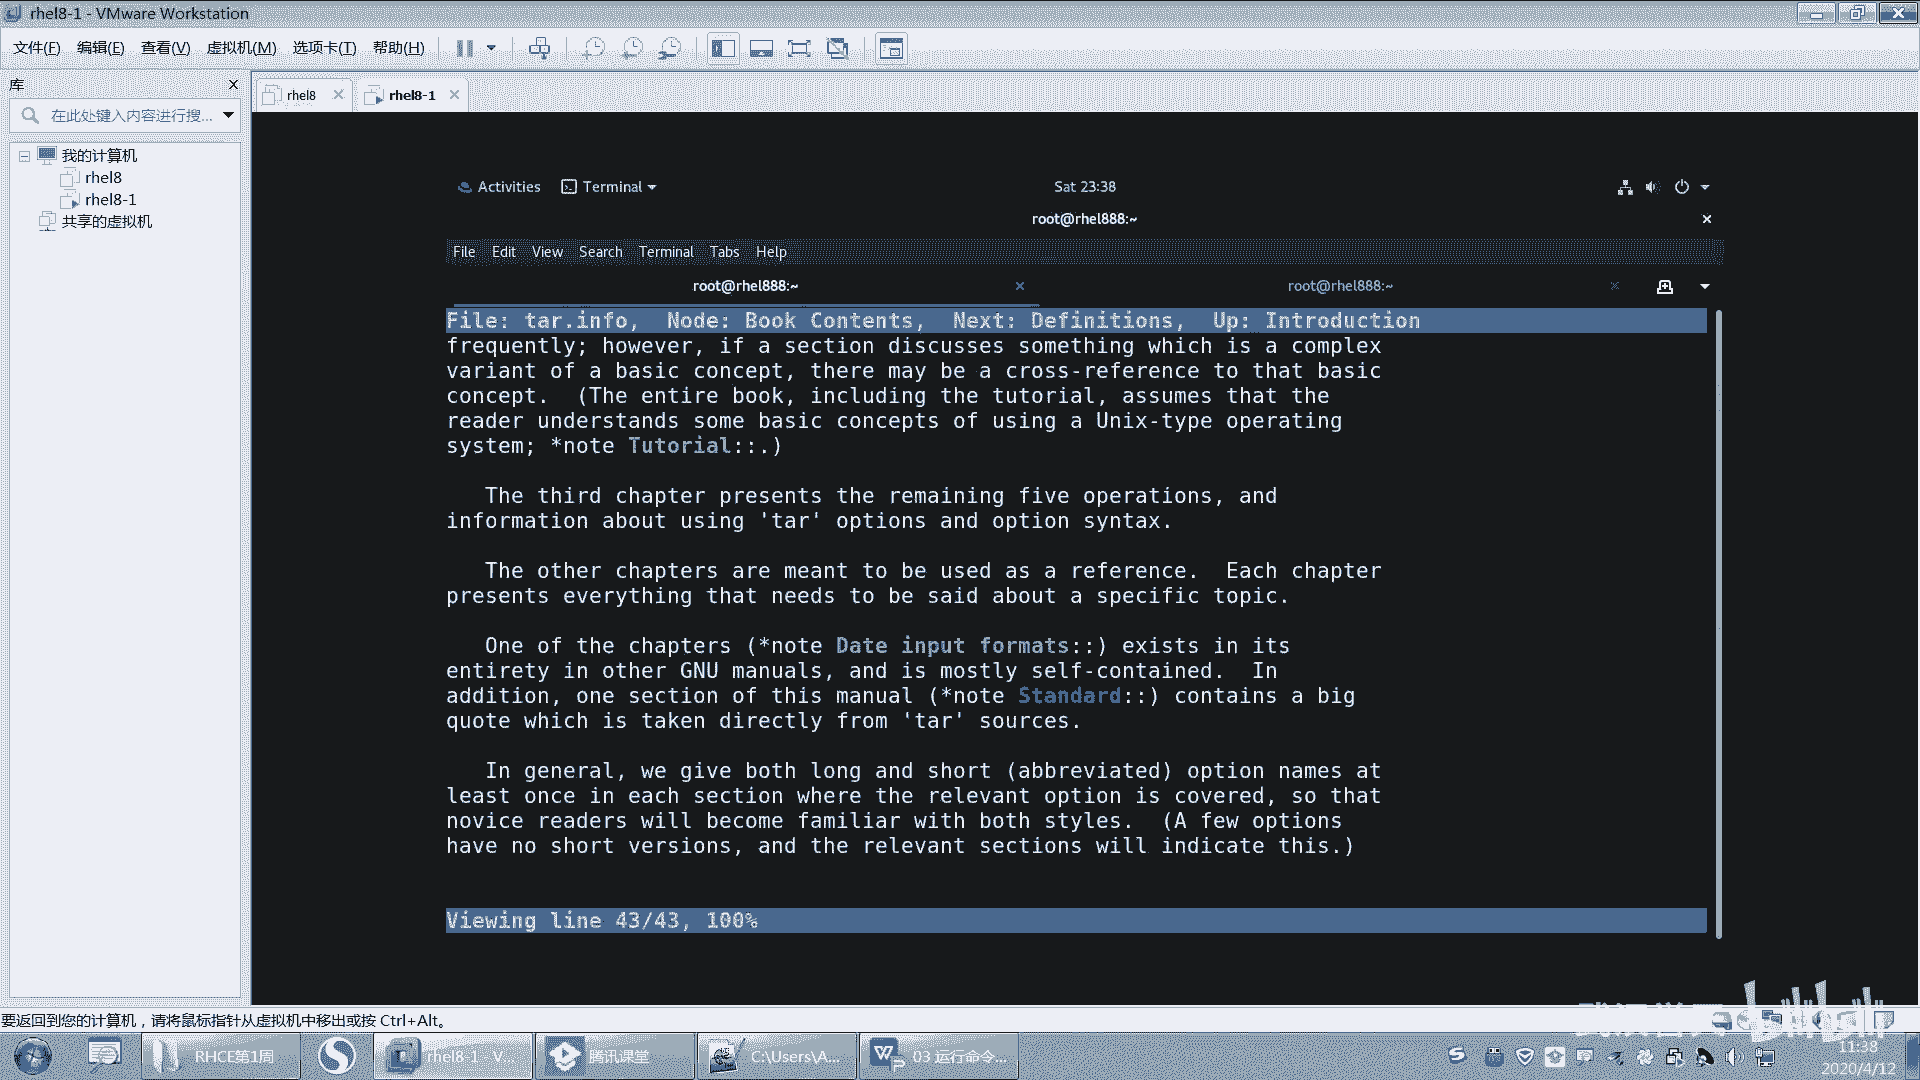 rhel8-1 - VMware Workstation
文件(F) 编辑(E) 查看(V) 虚拟机(M) 选项卡(T) 帮助(H)
库
rhel8
rhel8-1
在此处键入内容进行搜...
我的计算机
rhel8
rhel8-1
共享的虚拟机
Activities Terminal
Sat 23:38
root@rhel888:~
File Edit View Search Terminal Tabs Help
root@rhel888:~
root@rhel888:~
File: tar.info,  Node: Book Contents,  Next: Definitions,  Up: Introduction
frequently; however, if a section discusses something which is a complex
variant of a basic concept, there may be a cross-reference to that basic
concept.  (The entire book, including the tutorial, assumes that the
reader understands some basic concepts of using a Unix-type operating
system; *note Tutorial::.)
The third chapter presents the remaining five operations, and
information about using 'tar' options and option syntax.
The other chapters are meant to be used as a reference.  Each chapter
presents everything that needs to be said about a specific topic.
One of the chapters (*note Date input formats::) exists in its
entirety in other GNU manuals, and is mostly self-contained.  In
addition, one section of this manual (*note Standard::) contains a big
quote which is taken directly from 'tar' sources.
In general, we give both long and short (abbreviated) option names at
least once in each section where the relevant option is covered, so that
novice readers will become familiar with both styles.  (A few options
have no short versions, and the relevant sections will indicate this.)
Viewing line 43/43, 100%
要返回到您的计算机，请将鼠标指针从虚拟机中移出或按 Ctrl+Alt。
bilibili
RHCE第1周
rhel8-1 - V...
腾讯课堂
C:\Users\A...
03 运行命令...
11:38
2020/4/12